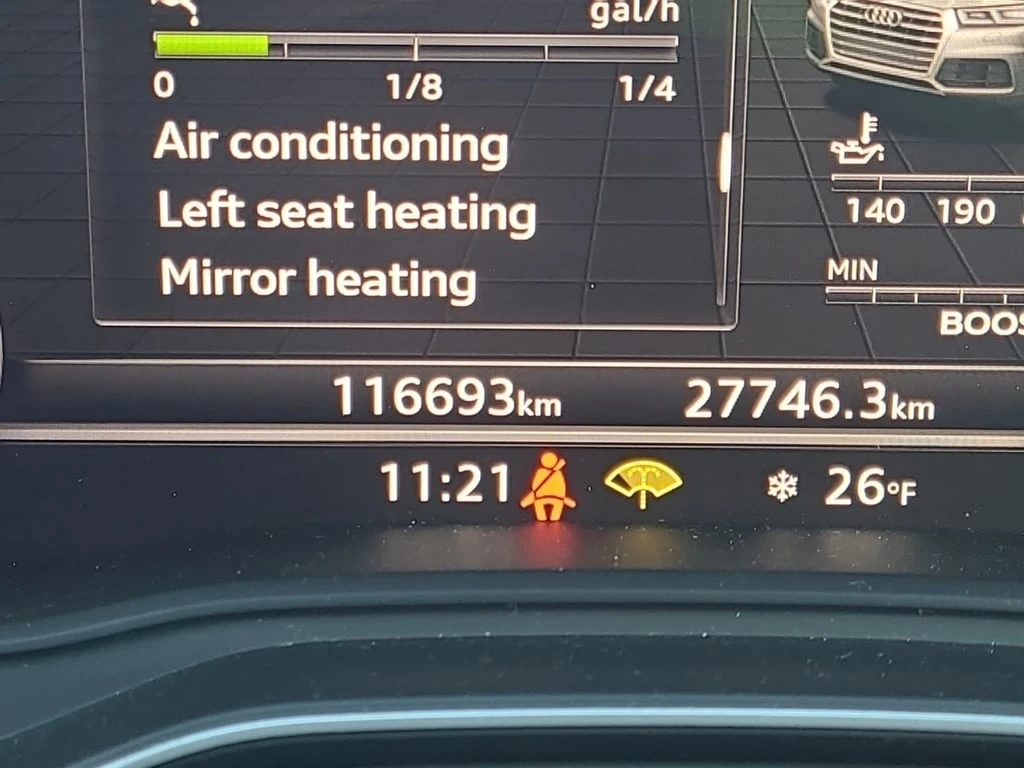 gal/h
0 1/8 1/4
Air conditioning
Left seat heating
Mirror heating
140 190
MIN
BOOS
116693km 27746.3km
11:21 26°F